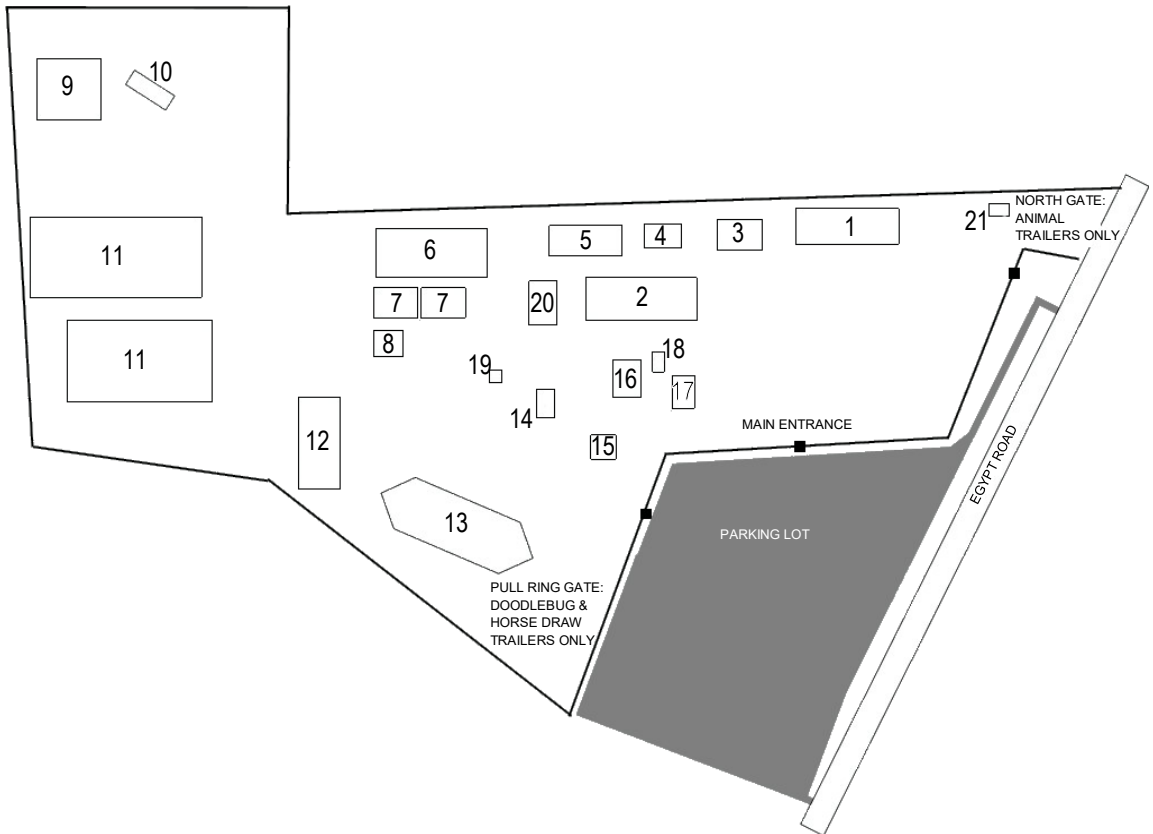 9
10
NORTH GATE:
ANIMAL
TRAILERS ONLY
21
1
3
4
5
6
11
7
7
20
2
8
11
19
18
16
17
14
12
15
MAIN ENTRANCE
EGYPT ROAD
13
PARKING LOT
PULL RING GATE:
DOODLEBUG &
HORSE DRAW
TRAILERS ONLY